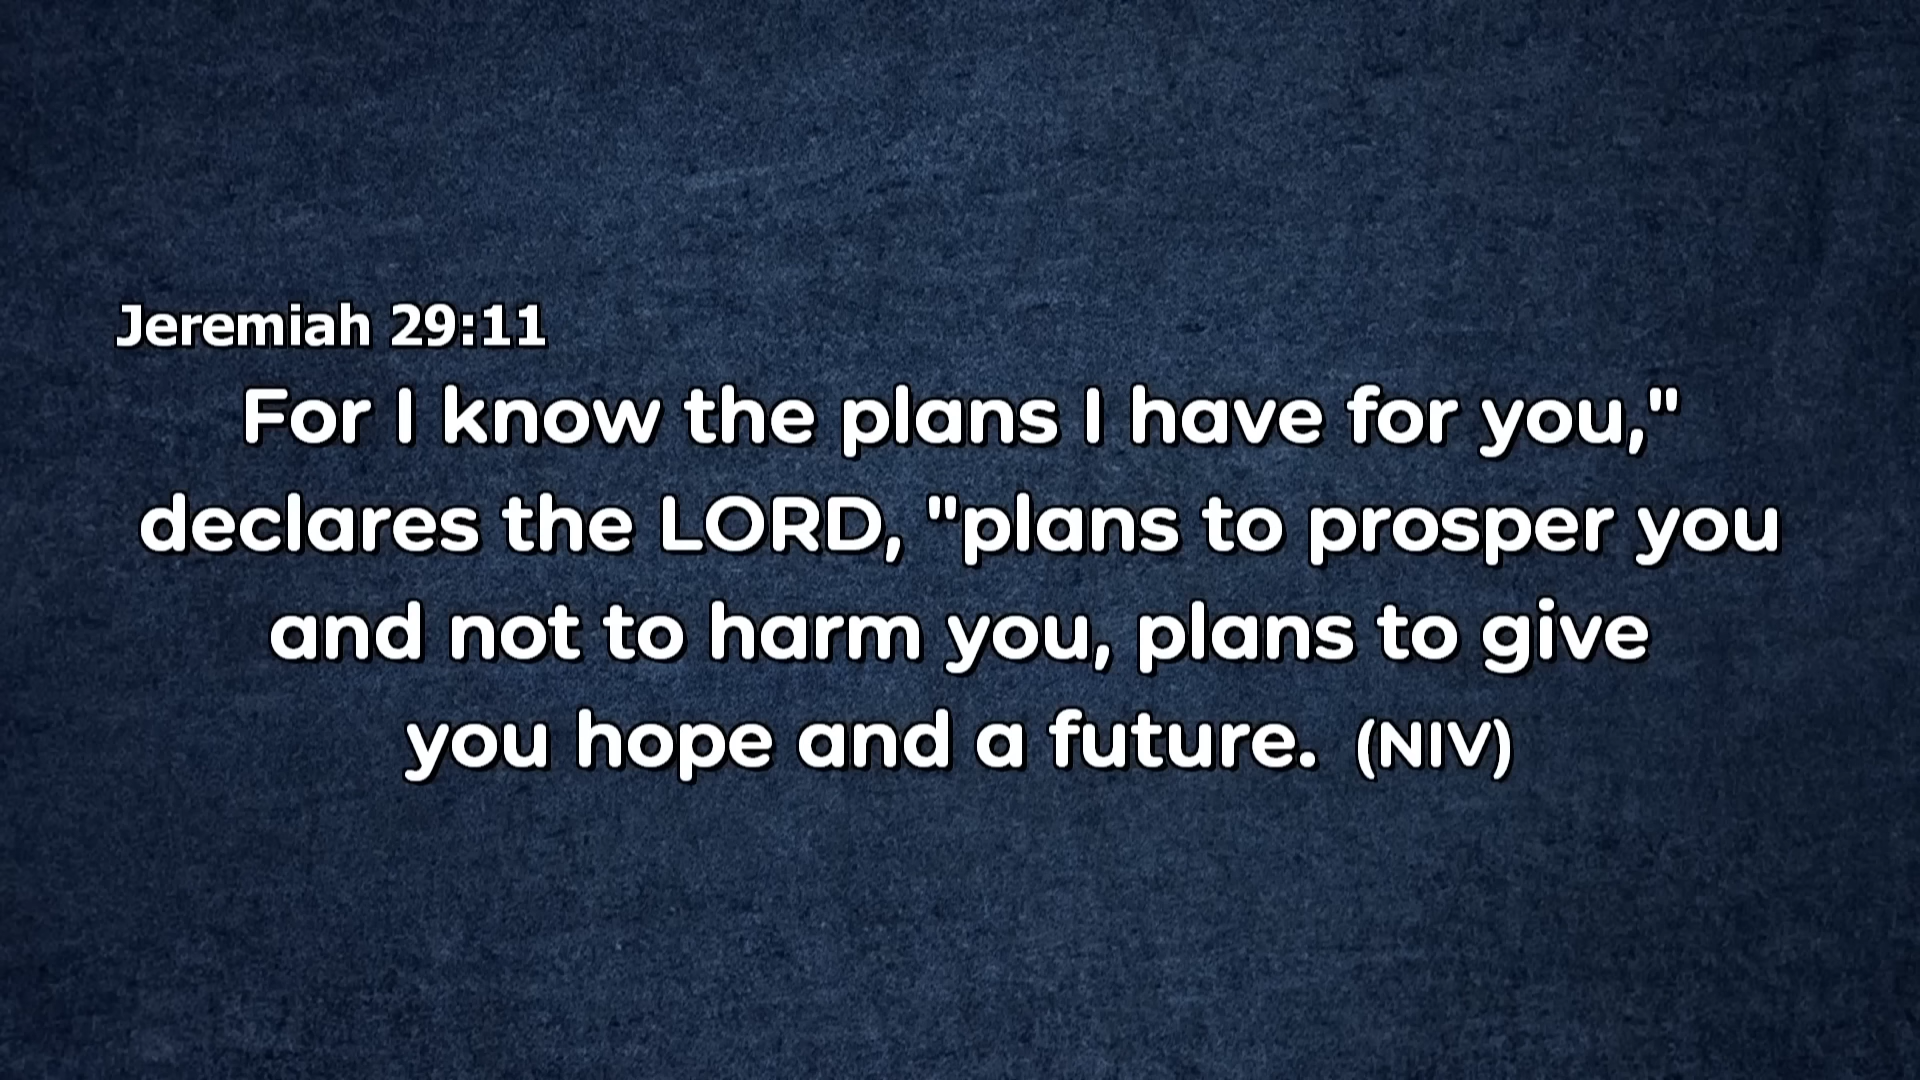 Jeremiah 29:11
For I know the plans I have for you,"
declares the LORD, "plans to prosper you
and not to harm you, plans to give
you hope and a future. (NIV)